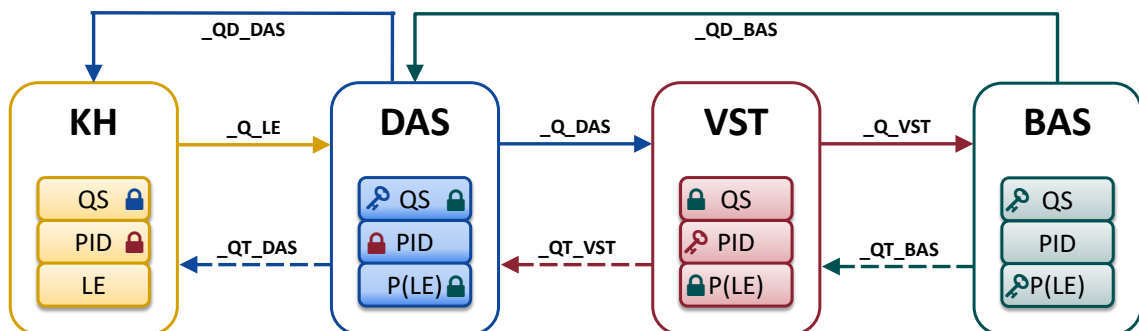 _QD_DAS
_QD_BAS
KH
DAS
VST
BAS
_Q_LE
_Q_DAS
_Q_VST
QS
QS
QS
QS
PID
PID
PID
PID
_QT_DAS
_QT_VST
_QT_BAS
LE
P(LE)
P(LE)
P(LE)